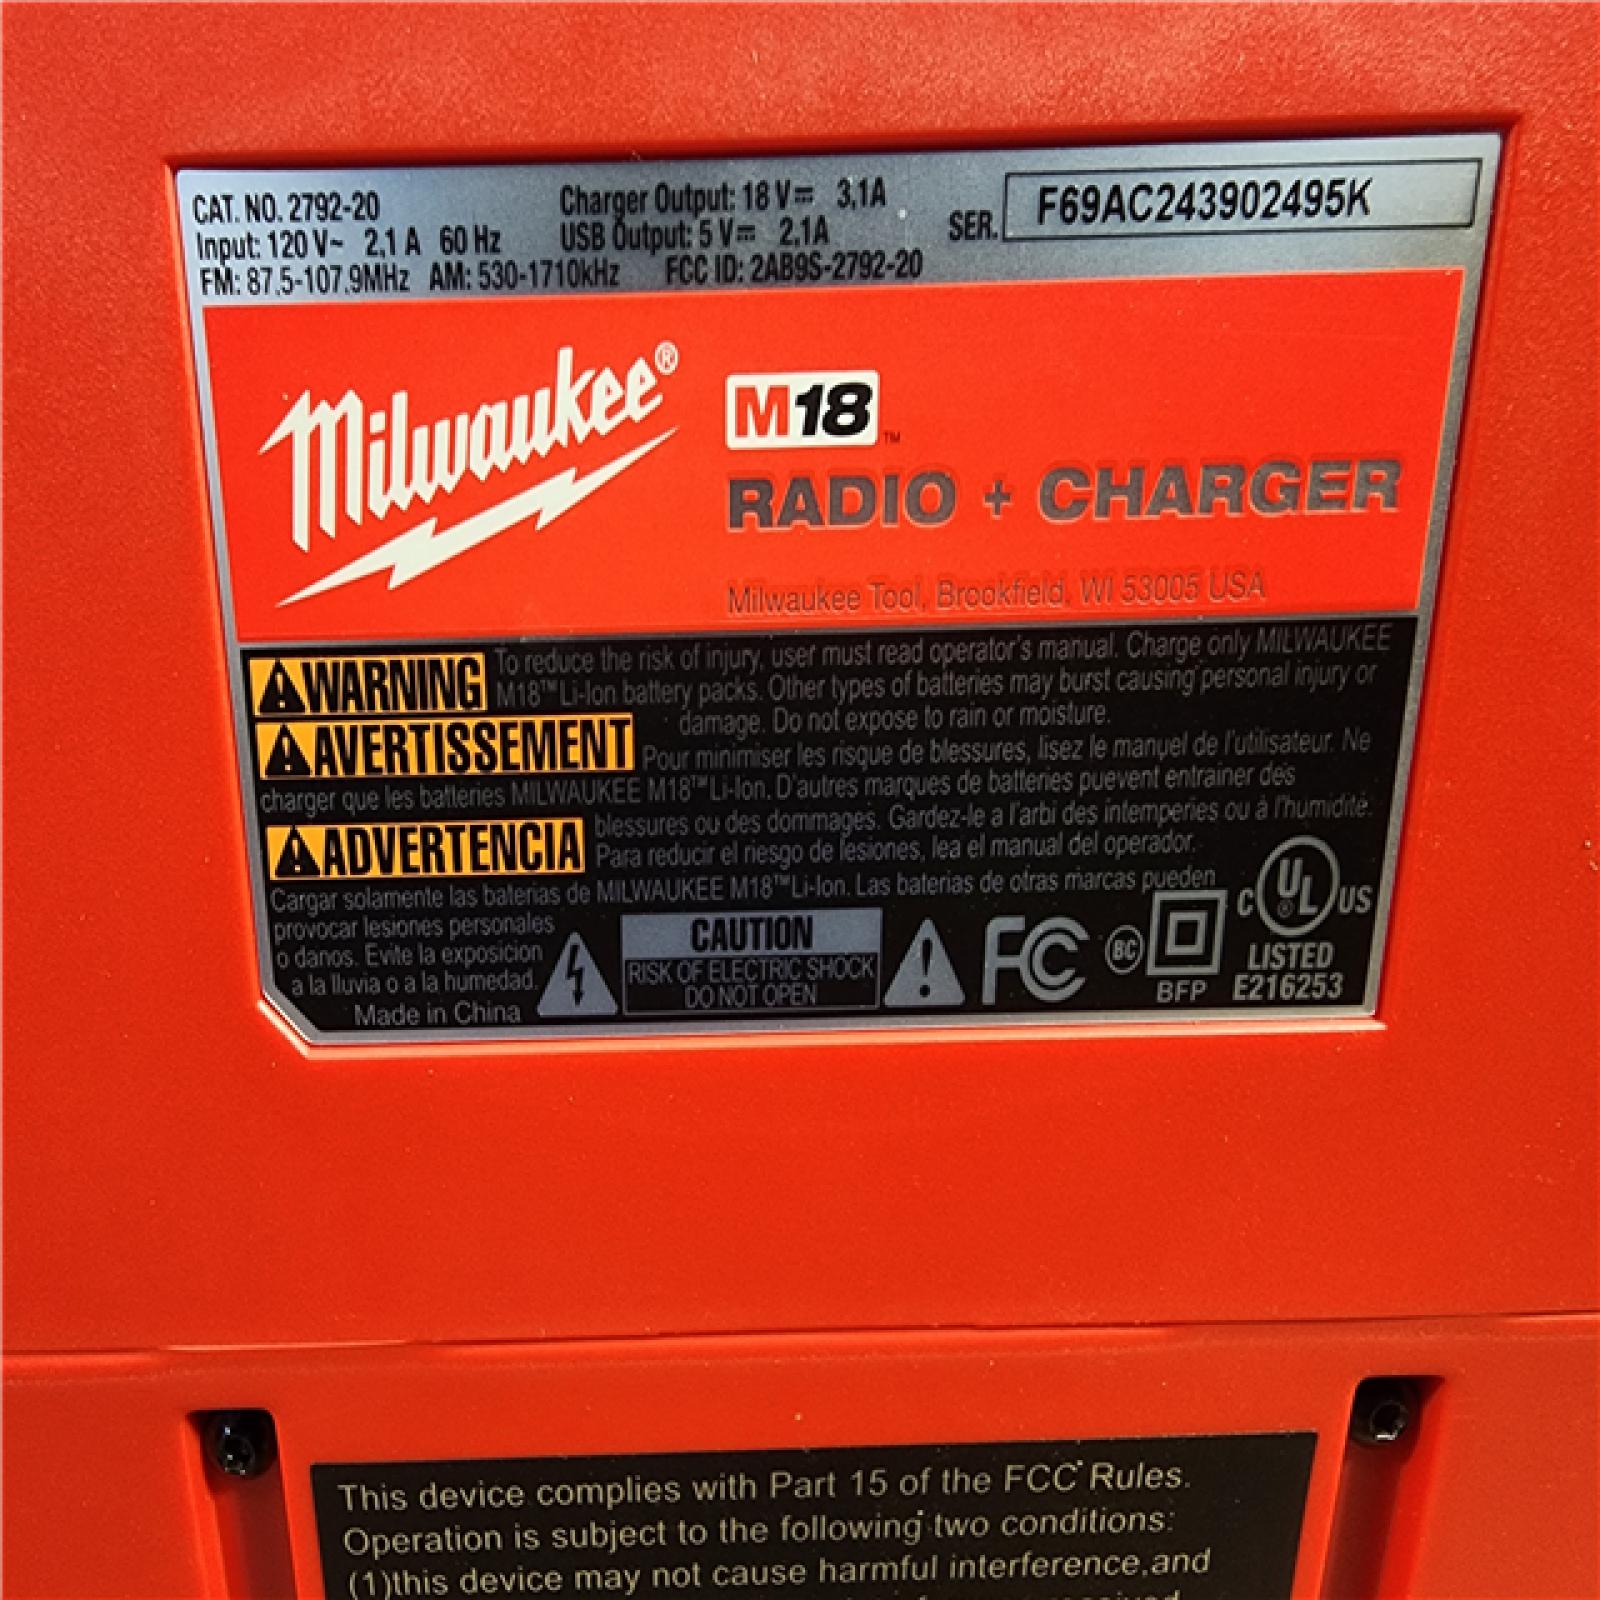 CAT. NO. 2792-20
Input: 120 V~ 2,1 A 60 Hz
FM: 87,5-107,9MHz AM: 530-1710kHz
Charger Output: 18 V⎓ 3,1A
USB Output: 5 V⎓ 2,1A
FCC ID: 2AB9S-2792-20
SER. F69AC243902495K
Milwaukee®
M18™
RADIO + CHARGER
Milwaukee Tool, Brookfield, WI 53005 USA
WARNING To reduce the risk of injury, user must read operator's manual. Charge only MILWAUKEE
M18™ Li-Ion battery packs. Other types of batteries may burst causing personal injury or
damage. Do not expose to rain or moisture.
AVERTISSEMENT Pour minimiser les risque de blessures, lisez le manuel de l'utilisateur. Ne
charger que les batteries MILWAUKEE M18™ Li-Ion. D'autres marques de batteries puevent entrainer des
blessures ou des dommages. Gardez-le a l'arbi des intemperies ou à l'humidité.
ADVERTENCIA Para reducir el riesgo de lesiones, lea el manual del operador.
Cargar solamente las baterias de MILWAUKEE M18™ Li-Ion. Las baterias de otras marcas pueden
provocar lesiones personales
o danos. Evite la exposicion
a la lluvia o a la humedad.
Made in China
CAUTION
RISK OF ELECTRIC SHOCK
DO NOT OPEN
FC
BC
BFP
C UL US
LISTED
E216253
This device complies with Part 15 of the FCC Rules.
Operation is subject to the following two conditions:
(1)this device may not cause harmful interference,and
received